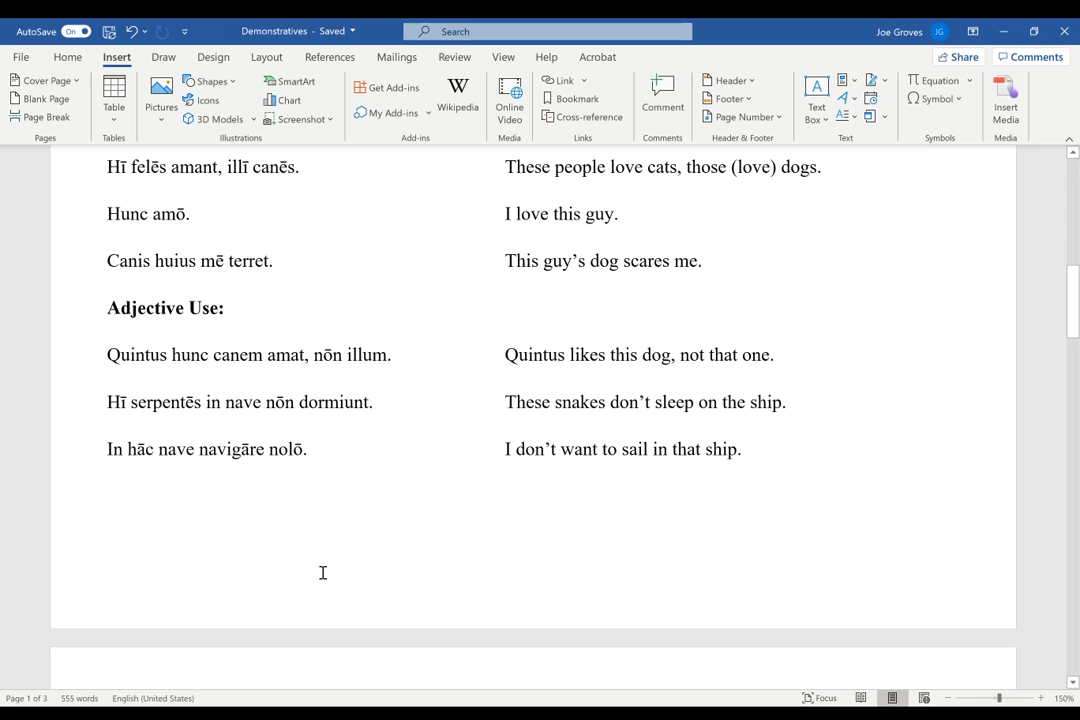 AutoSave On Demonstratives - Saved Search Joe Groves JG
File Home Insert Draw Design Layout References Mailings Review View Help Acrobat Share Comments
Cover Page
Blank Page
Page Break
Pages
Table
Tables
Pictures
Shapes
Icons
3D Models
SmartArt
Chart
Screenshot
Illustrations
Get Add-ins
My Add-ins
W
Wikipedia
Add-ins
Online
Video
Media
Link
Bookmark
Cross-reference
Links
Comment
Comments
Header
Footer
Page Number
Header & Footer
A
Text
Box
Text
Equation
Symbol
Symbols
Insert
Media
Media
Hī felēs amant, illī canēs. These people love cats, those (love) dogs.
Hunc amō. I love this guy.
Canis huius mē terret. This guy’s dog scares me.
Adjective Use:
Quintus hunc canem amat, nōn illum. Quintus likes this dog, not that one.
Hī serpentēs in nave nōn dormiunt. These snakes don’t sleep on the ship.
In hāc nave navigāre nolō. I don’t want to sail in that ship.
Page 1 of 3 555 words English (United States) Focus 150%